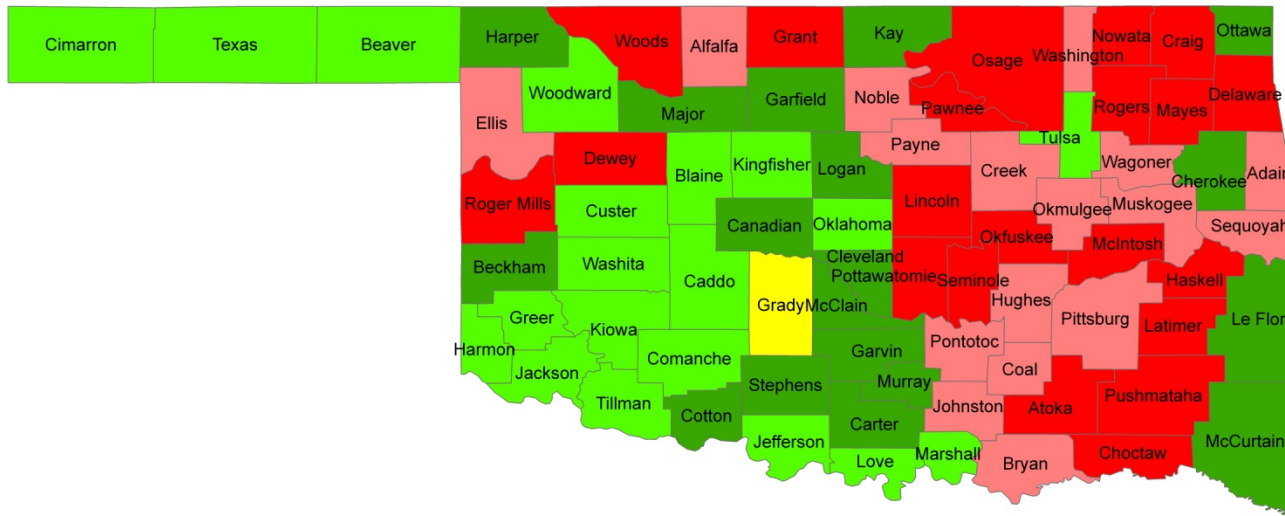 Cimarron
Texas
Beaver
Harper
Woods
Alfalfa
Grant
Kay
Osage
Washington
Nowata
Craig
Ottawa
Woodward
Ellis
Major
Garfield
Noble
Pawnee
Rogers
Mayes
Delaware
Dewey
Blaine
Kingfisher
Logan
Payne
Creek
Tulsa
Wagoner
Cherokee
Adair
Roger Mills
Custer
Canadian
Oklahoma
Lincoln
Okmulgee
Muskogee
Sequoyah
Beckham
Washita
Caddo
Grady
Cleveland
McClain
Pottawatomie
Seminole
Okfuskee
McIntosh
Haskell
Hughes
Pittsburg
Latimer
Le Flor
Greer
Kiowa
Harmon
Jackson
Comanche
Tillman
Cotton
Stephens
Garvin
Murray
Pontotoc
Coal
Johnston
Atoka
Pushmataha
McCurtain
Jefferson
Carter
Love
Marshall
Bryan
Choctaw